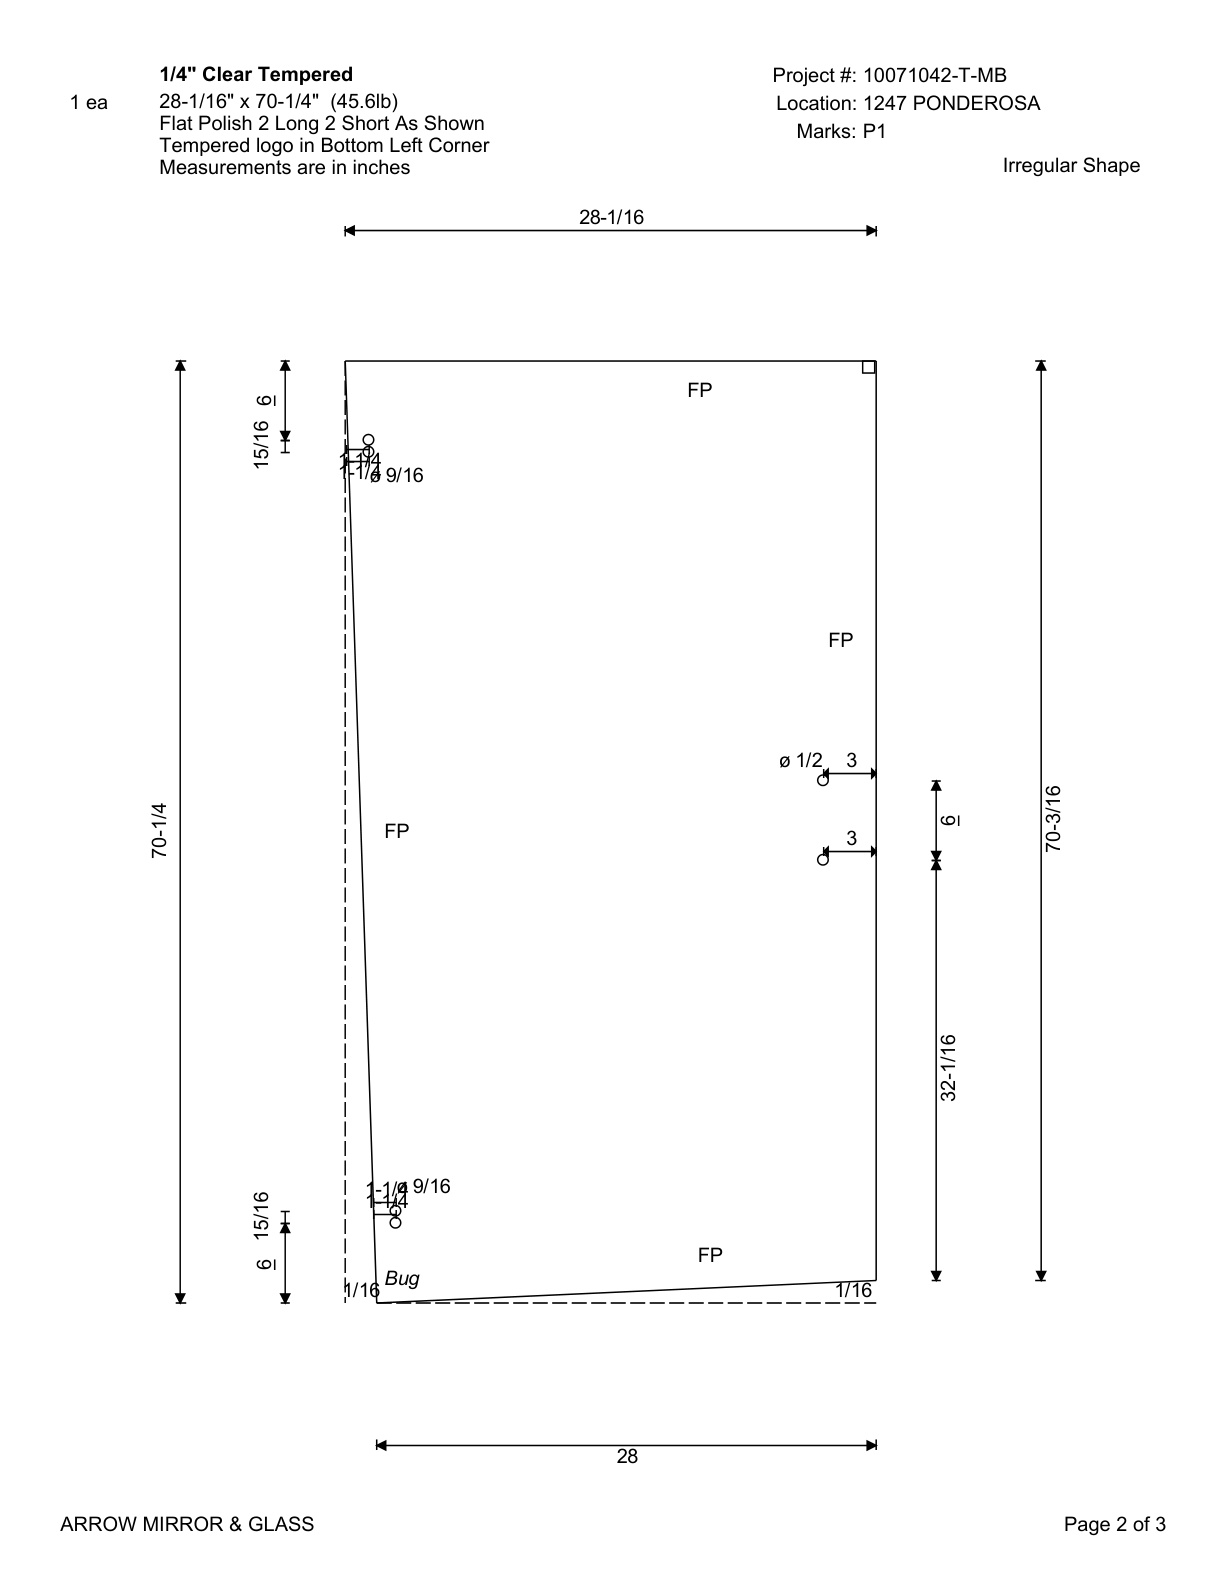 1/4" Clear Tempered
Project #: 10071042-T-MB
1 ea
28-1/16" x 70-1/4" (45.6lb)
Location: 1247 PONDEROSA
Flat Polish 2 Long 2 Short As Shown
Marks: P1
Tempered logo in Bottom Left Corner
Measurements are in inches
Irregular Shape
28-1/16
FP
6
15/16
1-1/4
1-1/4
ø 9/16
FP
ø 1/2
3
6
70-1/4
FP
3
70-3/16
32-1/16
15/16
1-1/4
ø 9/16
1-1/4
6
FP
Bug
1/16
1/16
28
ARROW MIRROR & GLASS
Page 2 of 3